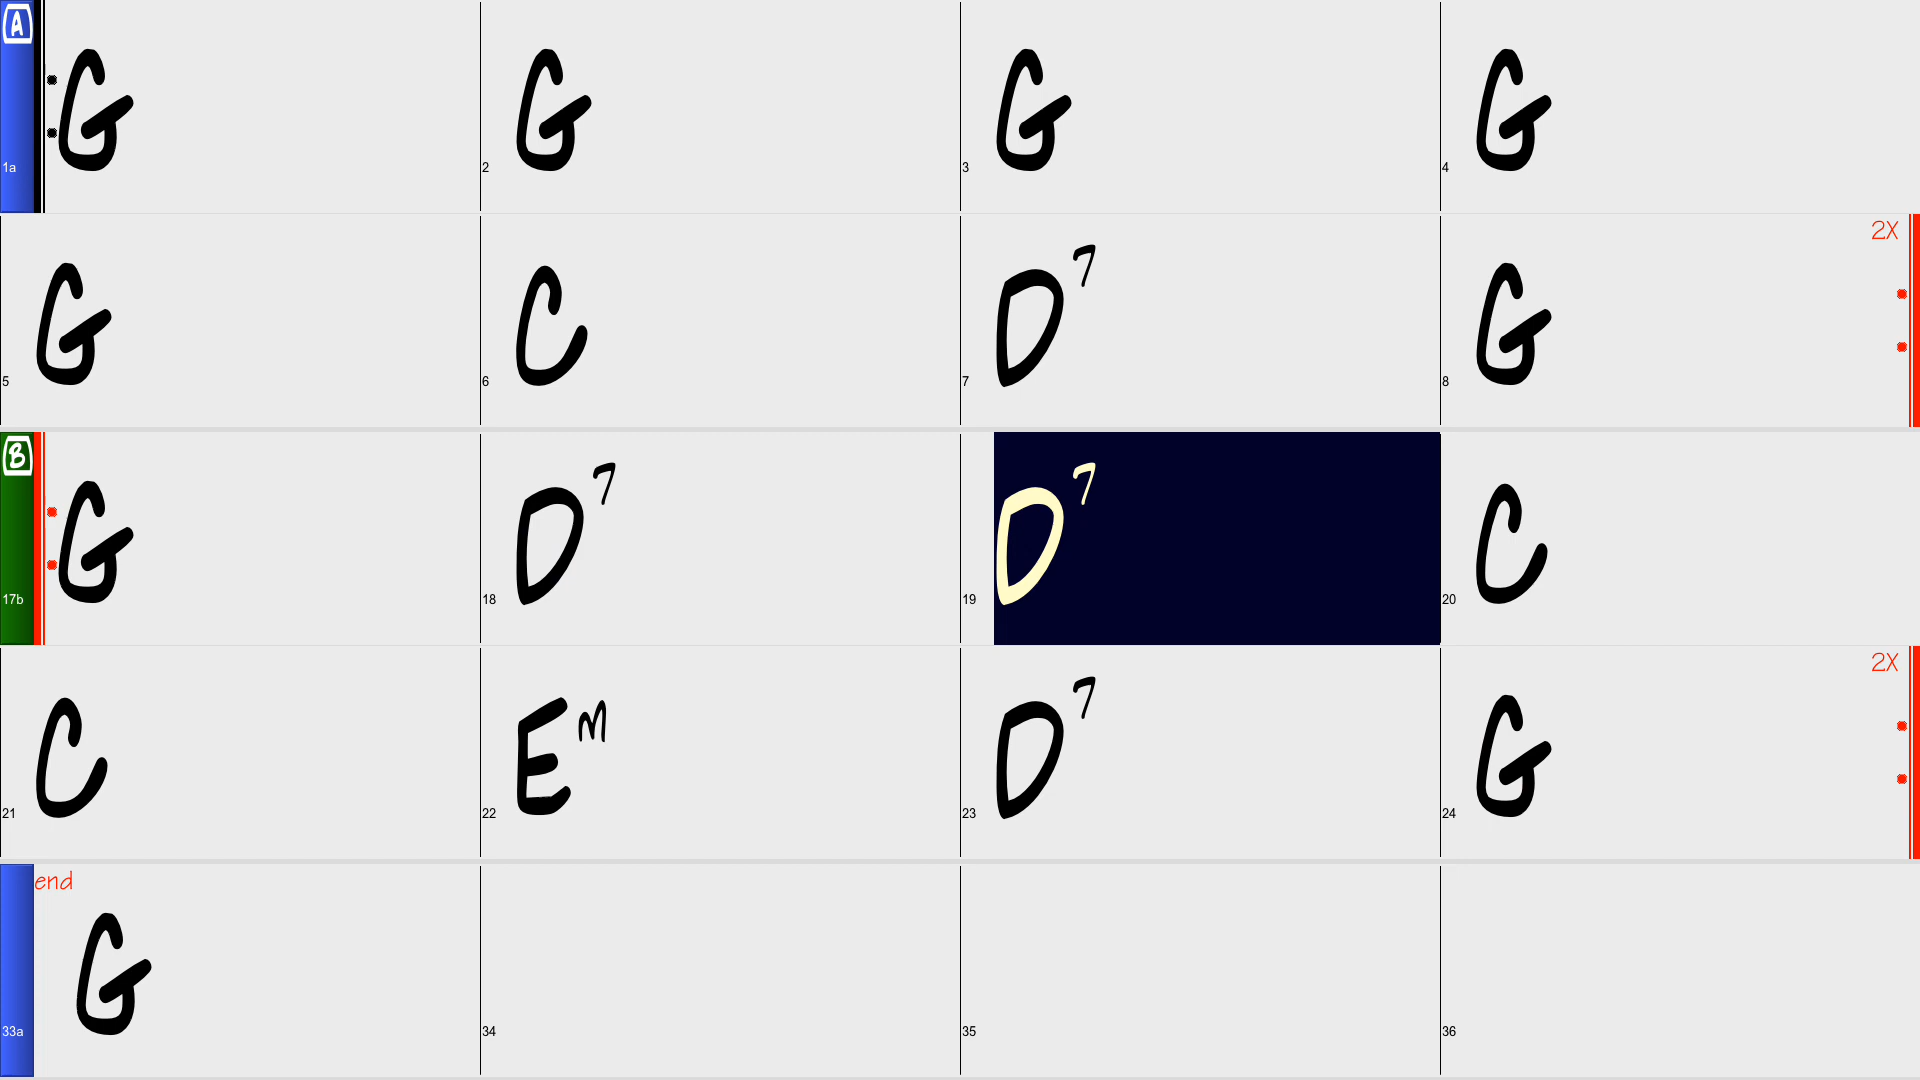 A
1a G 2 G 3 G 4 G
2X
5 G 6 C 7 D7 8 G
B
17b G 18 D7 19 D7 20 C
2X
21 C 22 Em 23 D7 24 G
end
33a G 34 35 36